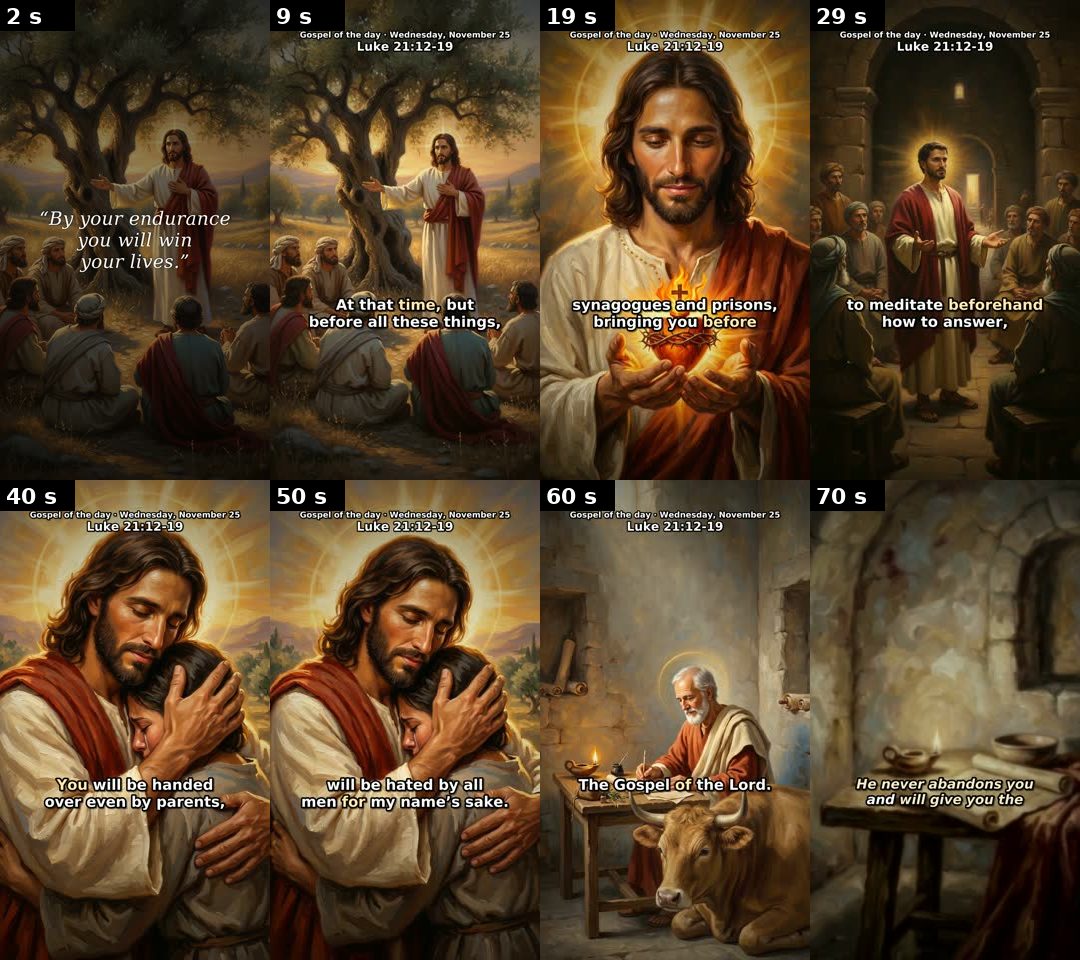 2 s
“By your endurance
you will win
your lives.”
9 s
Gospel of the day · Wednesday, November 25
Luke 21:12-19
At that time, but
before all these things,
19 s
Gospel of the day · Wednesday, November 25
Luke 21:12-19
synagogues and prisons,
bringing you before
29 s
Gospel of the day · Wednesday, November 25
Luke 21:12-19
to meditate beforehand
how to answer,
40 s
Gospel of the day · Wednesday, November 25
Luke 21:12-19
You will be handed
over even by parents,
50 s
Gospel of the day · Wednesday, November 25
Luke 21:12-19
will be hated by all
men for my name’s sake.
60 s
Gospel of the day · Wednesday, November 25
Luke 21:12-19
The Gospel of the Lord.
70 s
He never abandons you
and will give you the